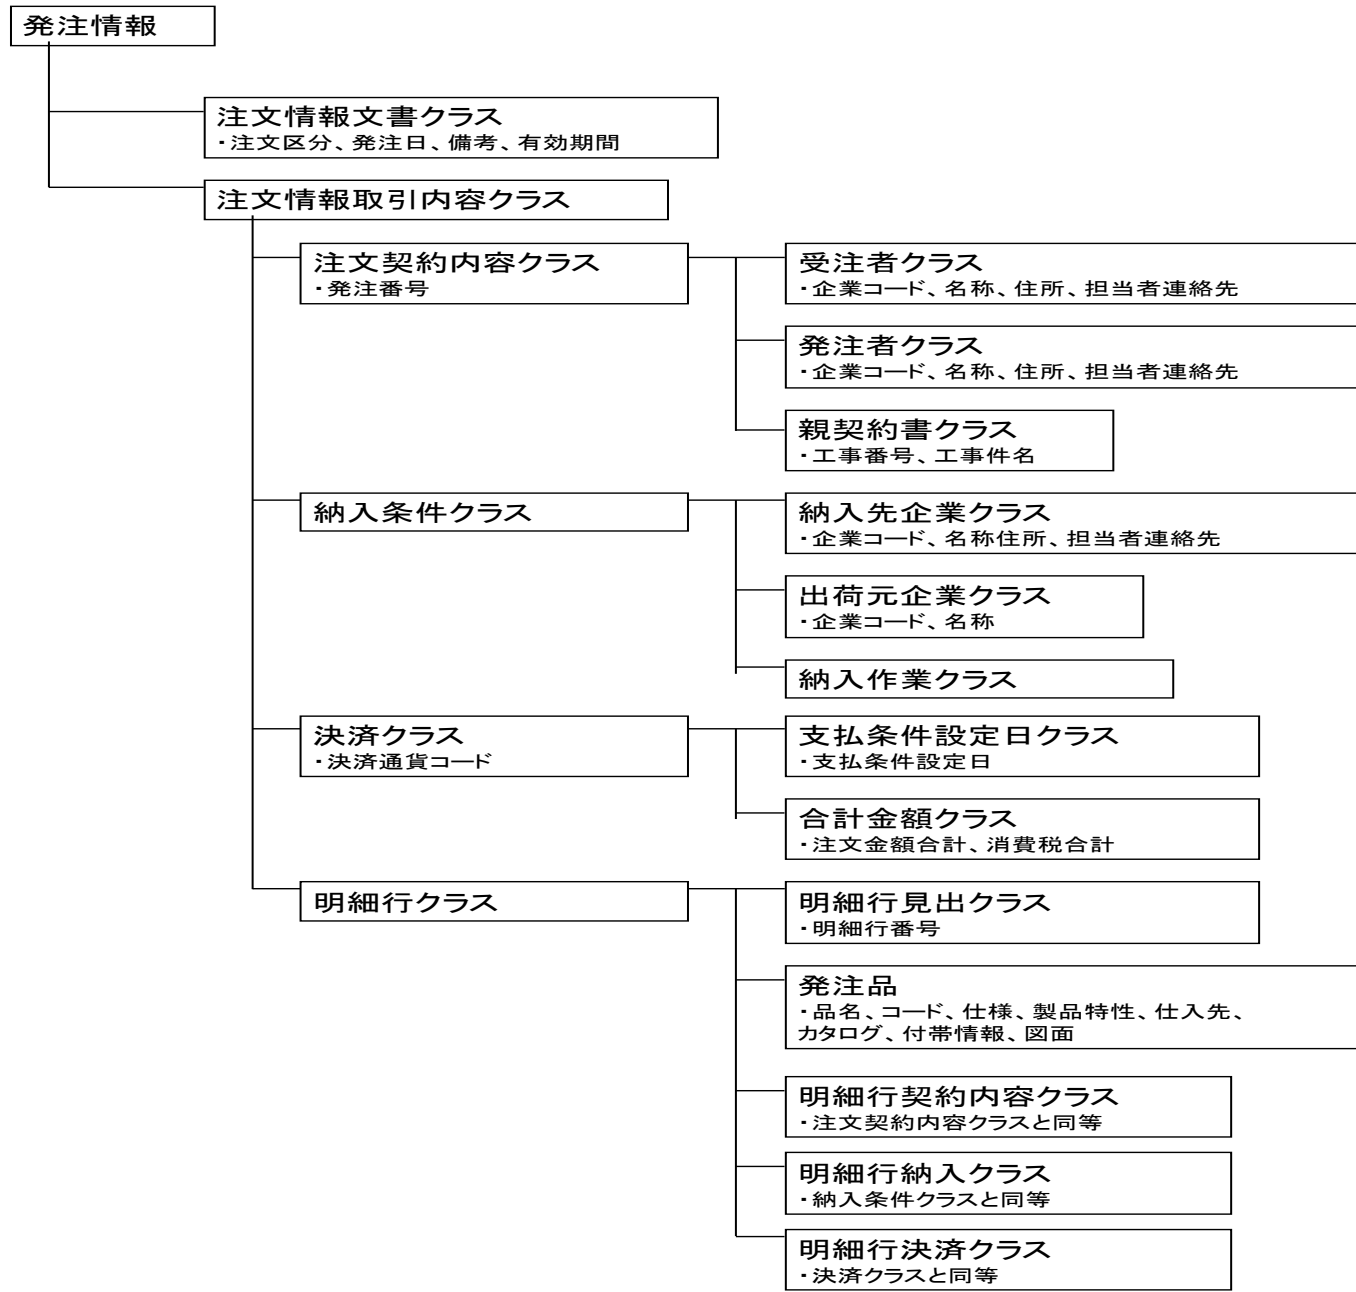 発注情報
注文情報文書クラス
・注文区分、発注日、備考、有効期間
注文情報取引内容クラス
注文契約内容クラス
・発注番号
受注者クラス
・企業コード、名称、住所、担当者連絡先
発注者クラス
・企業コード、名称、住所、担当者連絡先
親契約書クラス
・工事番号、工事件名
納入条件クラス
納入先企業クラス
・企業コード、名称住所、担当者連絡先
出荷元企業クラス
・企業コード、名称
納入作業クラス
決済クラス
・決済通貨コード
支払条件設定日クラス
・支払条件設定日
合計金額クラス
・注文金額合計、消費税合計
明細行クラス
明細行見出クラス
・明細行番号
発注品
・品名、コード、仕様、製品特性、仕入先、
カタログ、付帯情報、図面
明細行契約内容クラス
・注文契約内容クラスと同等
明細行納入クラス
・納入条件クラスと同等
明細行決済クラス
・決済クラスと同等